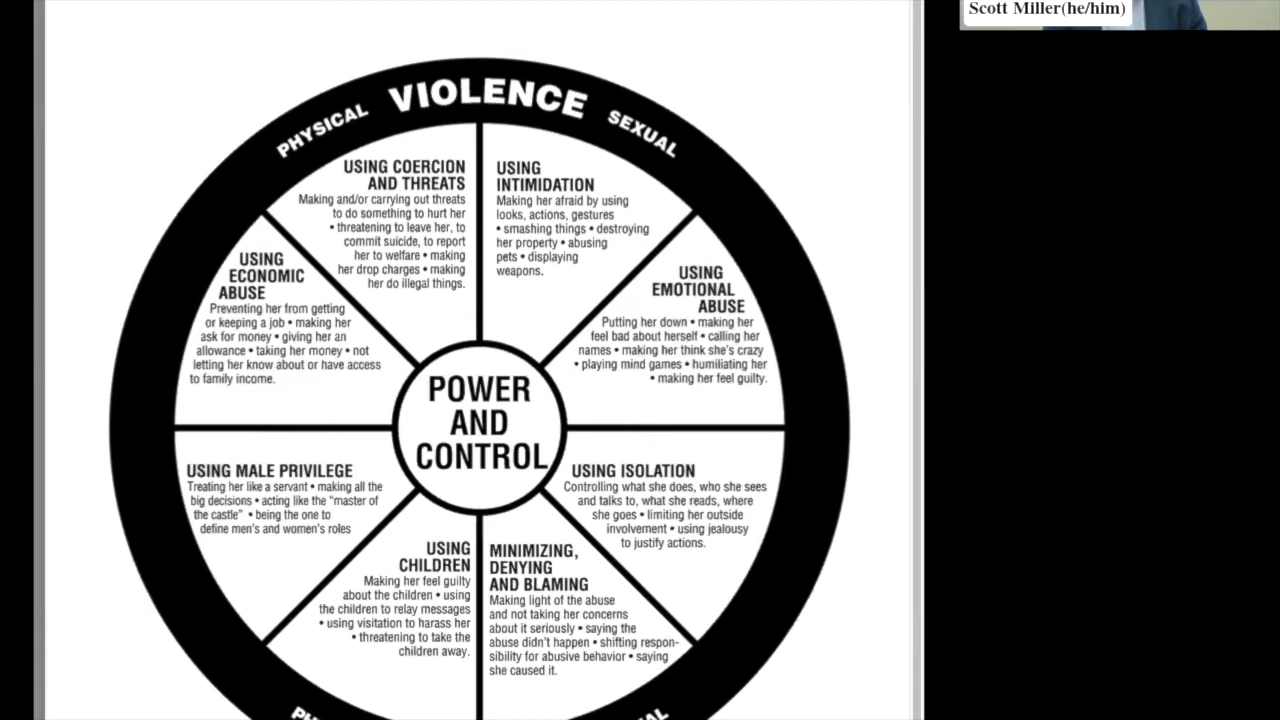 Scott Miller(he/him)
PHYSICAL VIOLENCE SEXUAL
USING COERCION
AND THREATS
Making and/or carrying out threats
to do something to hurt her
• threatening to leave her, to
commit suicide, to report
her to welfare • making
her drop charges • making
her do illegal things.
USING
INTIMIDATION
Making her afraid by using
looks, actions, gestures
• smashing things • destroying
her property • abusing
pets • displaying
weapons.
USING
ECONOMIC
ABUSE
Preventing her from getting
or keeping a job • making her
ask for money • giving her an
allowance • taking her money • not
letting her know about or have access
to family income.
USING
EMOTIONAL
ABUSE
Putting her down • making her
feel bad about herself • calling her
names • making her think she's crazy
• playing mind games • humiliating her
• making her feel guilty.
POWER
AND
CONTROL
USING MALE PRIVILEGE
Treating her like a servant • making all the
big decisions • acting like the "master of
the castle" • being the one to
define men's and women's roles
USING ISOLATION
Controlling what she does, who she sees
and talks to, what she reads, where
she goes • limiting her outside
involvement • using jealousy
to justify actions.
USING
CHILDREN
Making her feel guilty
about the children • using
the children to relay messages
• using visitation to harass her
• threatening to take the
children away.
MINIMIZING,
DENYING
AND BLAMING
Making light of the abuse
and not taking her concerns
about it seriously • saying the
abuse didn't happen • shifting respon-
sibility for abusive behavior • saying
she caused it.